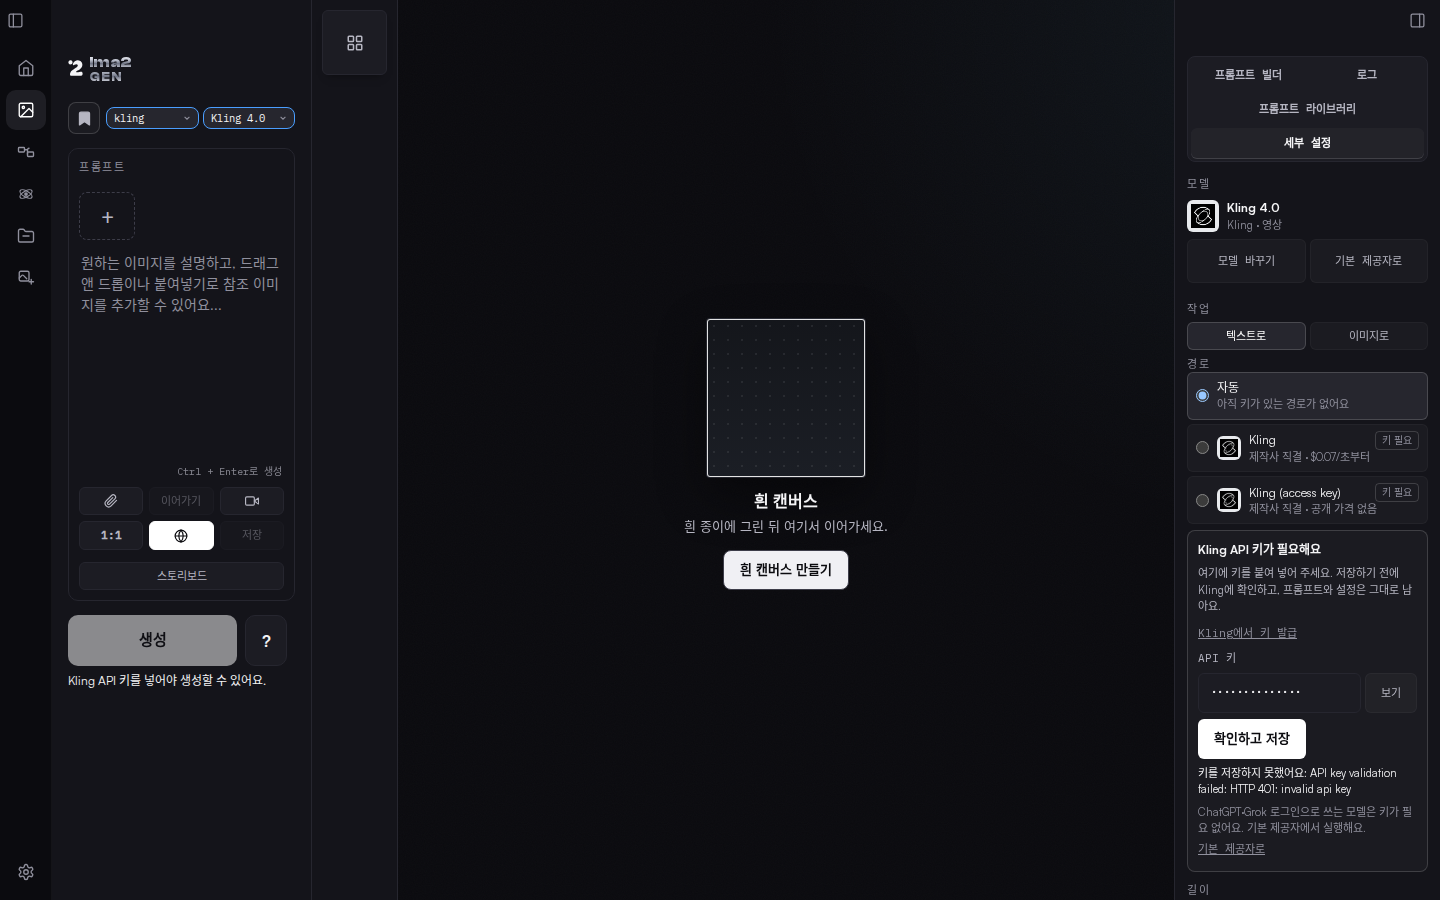 ima2
GEN
kling
Kling 4.0
프롬프트
+
원하는 이미지를 설명하고, 드래그
앤 드롭이나 붙여넣기로 참조 이미
지를 추가할 수 있어요...
Ctrl + Enter로 생성
이어가기
1:1
저장
스토리보드
생성
?
Kling API 키를 넣어야 생성할 수 있어요.
흰 캔버스
흰 종이에 그린 뒤 여기서 이어가세요.
흰 캔버스 만들기
프롬프트 빌더
로그
프롬프트 라이브러리
세부 설정
모델
Kling 4.0
Kling · 영상
모델 바꾸기
기본 제공자로
작업
텍스트로
이미지로
경로
자동
아직 키가 있는 경로가 없어요
Kling
키 필요
제작사 직결 · $0.07/초부터
Kling (access key)
키 필요
제작사 직결 · 공개 가격 없음
Kling API 키가 필요해요
여기에 키를 붙여 넣어 주세요. 저장하기 전에
Kling에 확인하고, 프롬프트와 설정은 그대로 남
아요.
Kling에서 키 발급
API 키
··············
보기
확인하고 저장
키를 저장하지 못했어요: API key validation
failed: HTTP 401: invalid api key
ChatGPT·Grok 로그인으로 쓰는 모델은 키가 필
요 없어요. 기본 제공자에서 실행해요.
기본 제공자로
길이